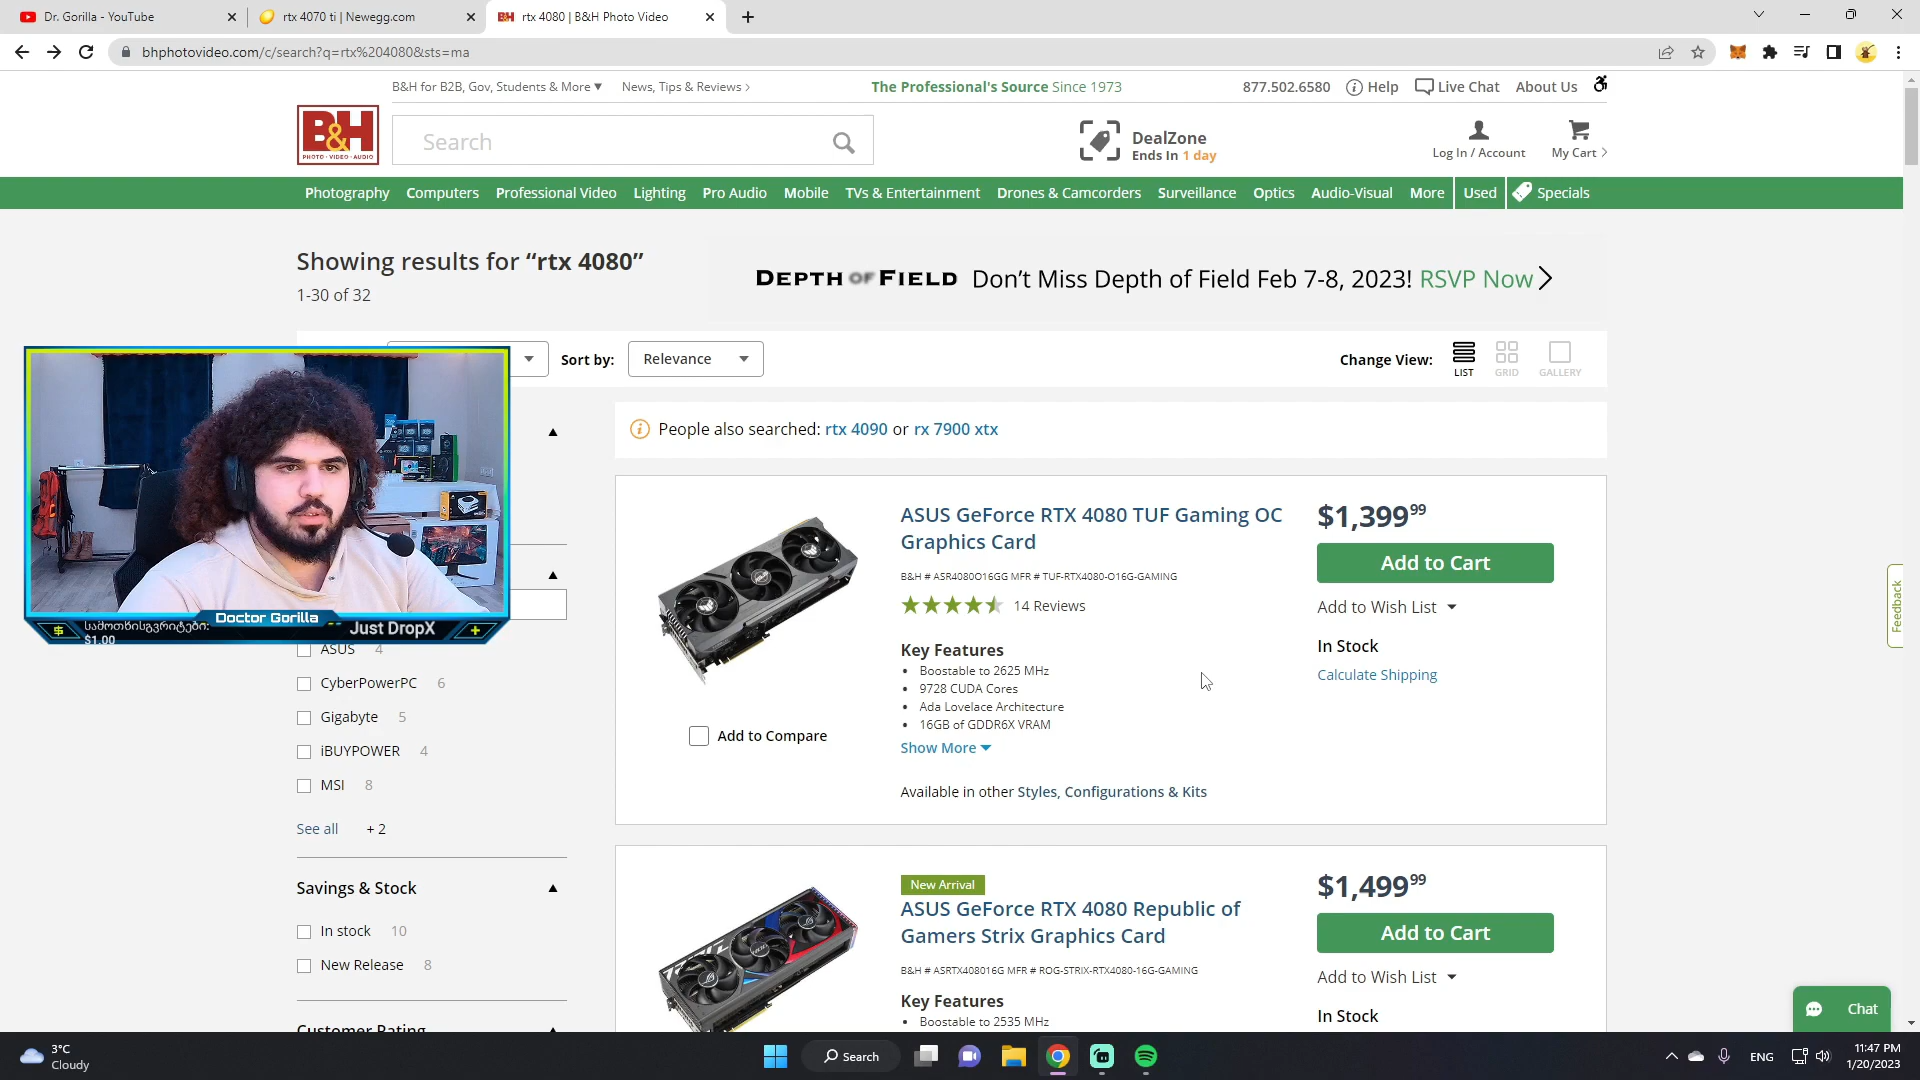 Dr. Gorilla - YouTube
rtx 4070 ti | Newegg.com
B&H rtx 4080 | B&H Photo Video
bhphotovideo.com/c/search?q=rtx%204080&sts=ma
B&H for B2B, Gov, Students & More
News, Tips & Reviews >
The Professional's Source Since 1973
877.502.6580
Help
Live Chat
About Us
B&H
PHOTO · VIDEO · AUDIO
Search
DealZone
Ends In 1 day
Log In / Account
My Cart >
Photography Computers Professional Video Lighting Pro Audio Mobile TVs & Entertainment Drones & Camcorders Surveillance Optics Audio-Visual More Used Specials
Showing results for “rtx 4080”
1-30 of 32
DEPTH OF FIELD Don’t Miss Depth of Field Feb 7-8, 2023! RSVP Now
Sort by: Relevance
Change View:
LIST GRID GALLERY
People also searched: rtx 4090 or rx 7900 xtx
Doctor Gorilla
სამოთხისგვრიტები:
$1.00
Just DropX
ASUS 4
CyberPowerPC 6
Gigabyte 5
iBUYPOWER 4
MSI 8
See all + 2
Savings & Stock
In stock 10
New Release 8
Customer Rating
ASUS GeForce RTX 4080 TUF Gaming OC
Graphics Card
B&H # ASR4080O16GG MFR # TUF-RTX4080-O16G-GAMING
14 Reviews
Key Features
Boostable to 2625 MHz
9728 CUDA Cores
Ada Lovelace Architecture
16GB of GDDR6X VRAM
Show More
Available in other Styles, Configurations & Kits
Add to Compare
$1,399 99
Add to Cart
Add to Wish List
In Stock
Calculate Shipping
Feedback
New Arrival
ASUS GeForce RTX 4080 Republic of
Gamers Strix Graphics Card
B&H # ASRTX408016G MFR # ROG-STRIX-RTX4080-16G-GAMING
Key Features
Boostable to 2535 MHz
$1,499 99
Add to Cart
Add to Wish List
In Stock
Chat
3°C
Cloudy
Search
ENG
11:47 PM
1/20/2023